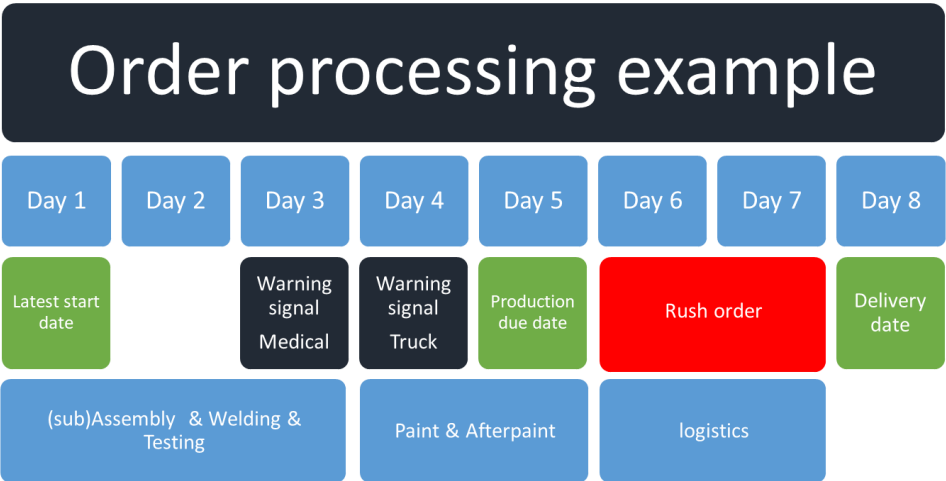 Order processing example
Day 1
Day 2
Day 3
Day 4
Day 5
Day 6
Day 7
Day 8
Latest start
date
Warning
signal
Medical
Warning
signal
Truck
Production
due date
Rush order
Delivery
date
(sub)Assembly & Welding &
Testing
Paint & Afterpaint
logistics